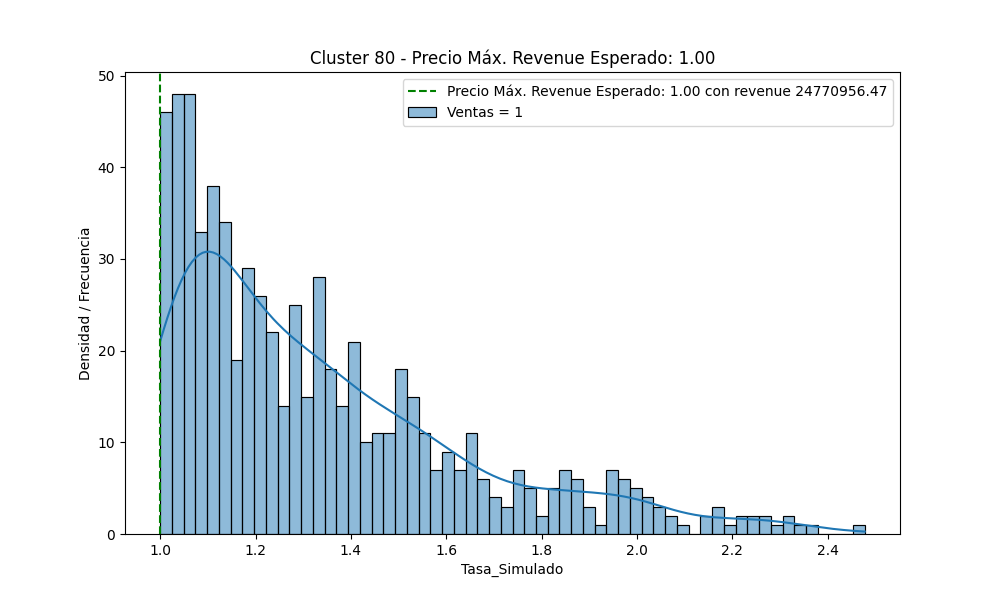 Cluster 80 - Precio Máx. Revenue Esperado: 1.00
Precio Máx. Revenue Esperado: 1.00 con revenue 24770956.47
Ventas = 1
Densidad / Frecuencia
50
40
30
20
10
0
1.0 1.2 1.4 1.6 1.8 2.0 2.2 2.4
Tasa_Simulado